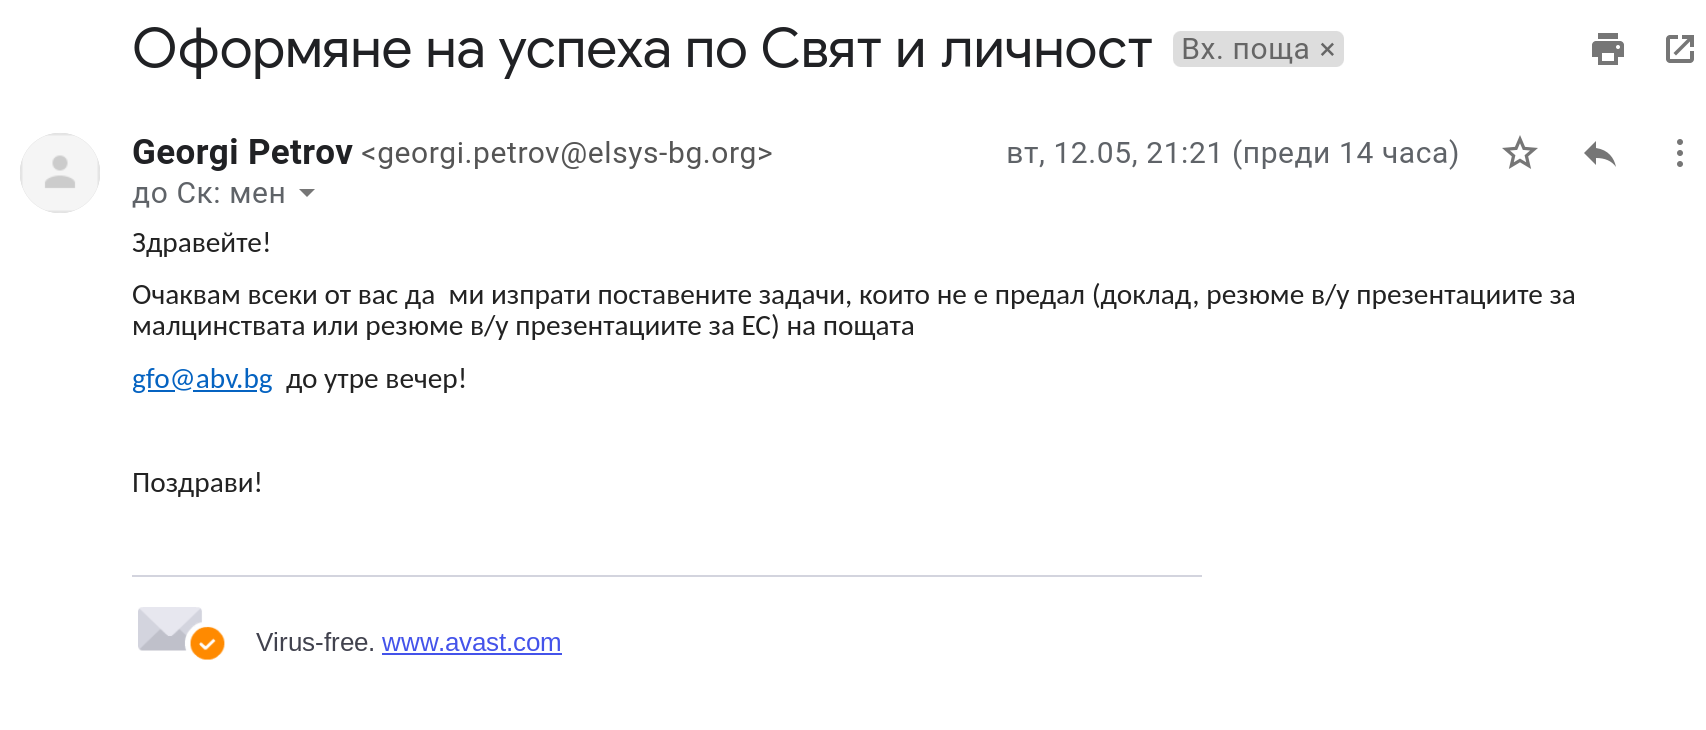 Оформяне на успеха по Свят и личност Вх. поща ×
Georgi Petrov <georgi.petrov@elsys-bg.org> вт, 12.05, 21:21 (преди 14 часа)
до Ск: мен
Здравейте!
Очаквам всеки от вас да  ми изпрати поставените задачи, които не е предал (доклад, резюме в/у презентациите за
малцинствата или резюме в/у презентациите за ЕС) на пощата
gfo@abv.bg  до утре вечер!
Поздрави!
Virus-free. www.avast.com